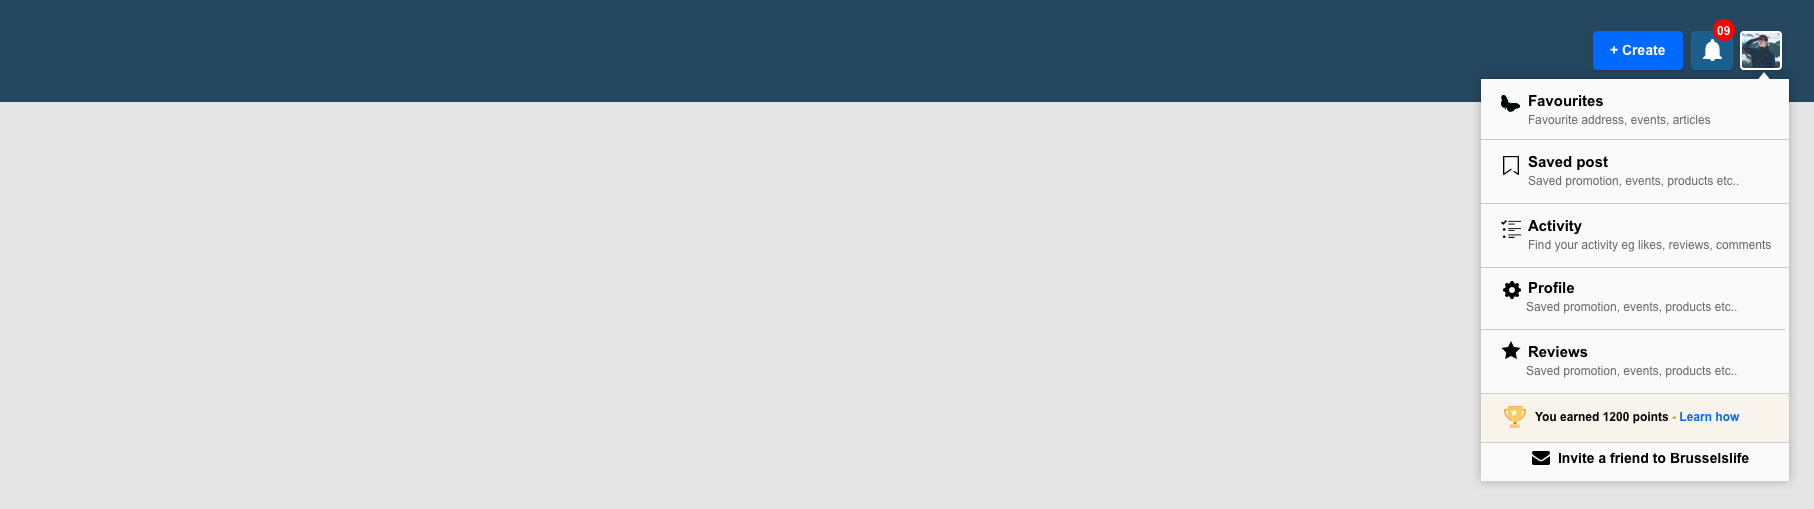 + Create
09
Favourites
Favourite address, events, articles
Saved post
Saved promotion, events, products etc..
Activity
Find your activity eg likes, reviews, comments
Profile
Saved promotion, events, products etc..
Reviews
Saved promotion, events, products etc..
You earned 1200 points - Learn how
Invite a friend to Brusselslife